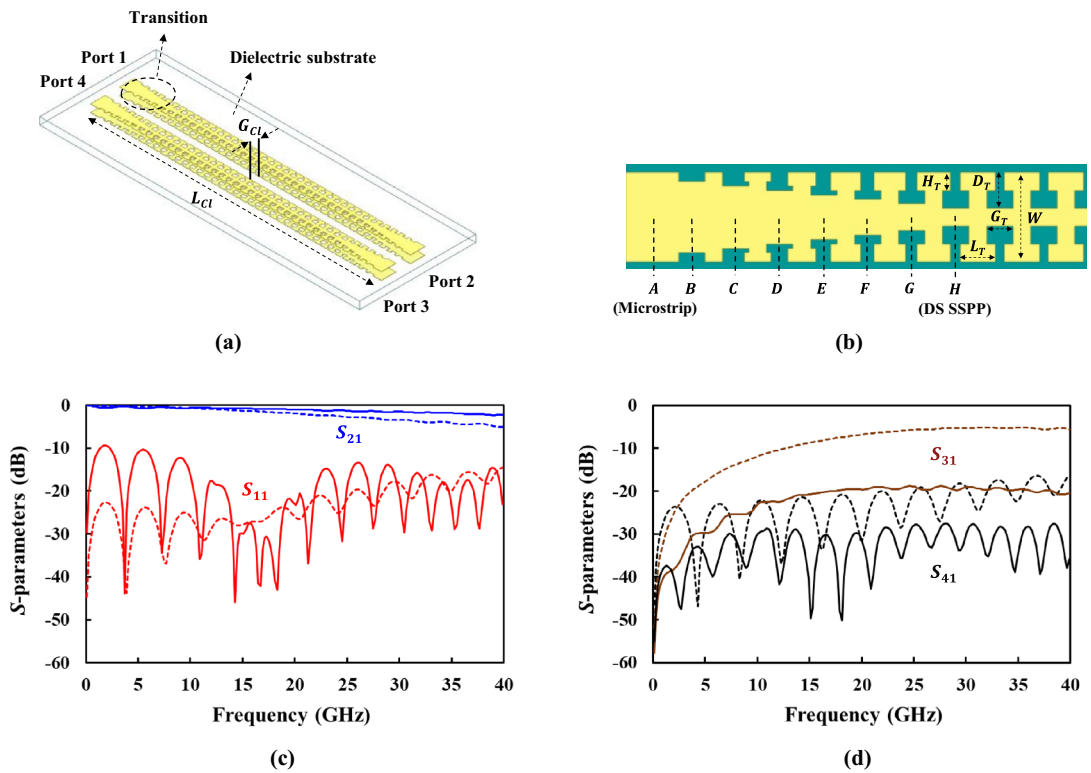 Transition
Port 1
Port 4
Dielectric substrate
G_Cl
L_Cl
Port 2
Port 3
(a)
H_T
D_T
G_T
W
L_T
A B C D E F G H
(Microstrip) (DS SSPP)
(b)
0
-10
-20
-30
-40
-50
-60
S-parameters (dB)
S_21
S_11
0 5 10 15 20 25 30 35 40
Frequency (GHz)
(c)
0
-10
-20
-30
-40
-50
-60
S-parameters (dB)
S_31
S_41
0 5 10 15 20 25 30 35 40
Frequency (GHz)
(d)